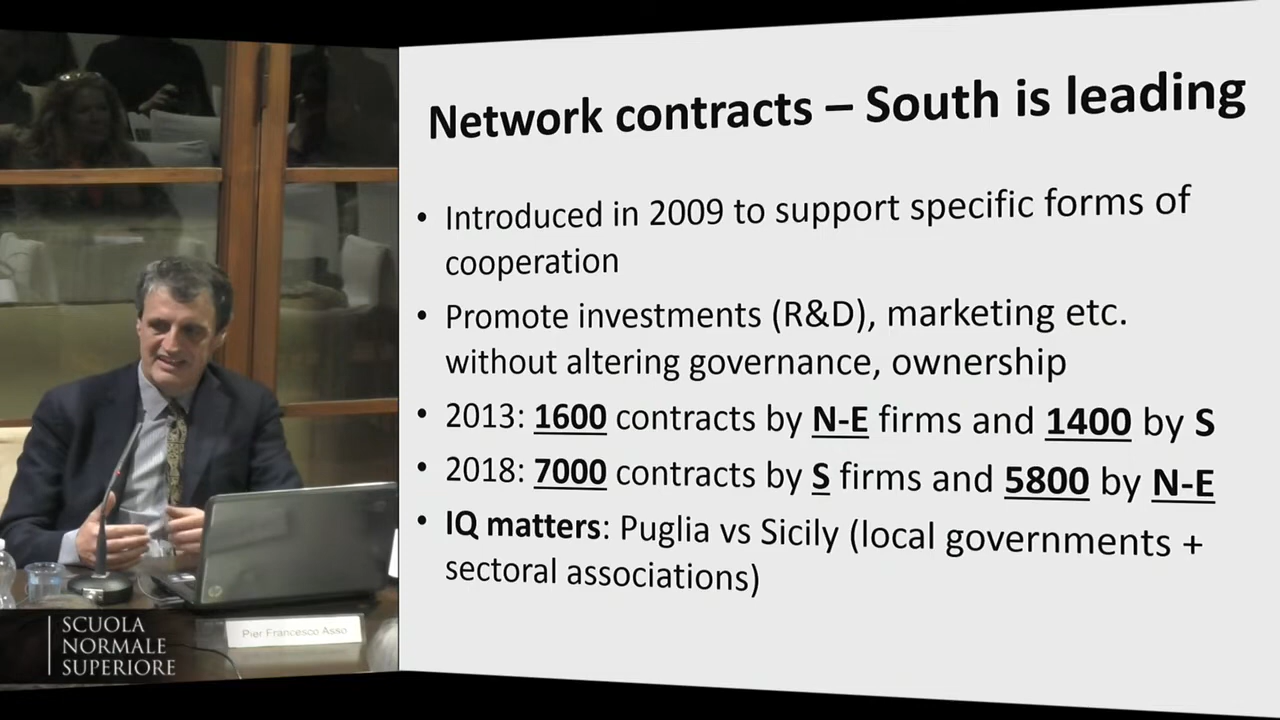 Network contracts – South is leading
• Introduced in 2009 to support specific forms of
cooperation
• Promote investments (R&D), marketing etc.
without altering governance, ownership
• 2013: 1600 contracts by N-E firms and 1400 by S
• 2018: 7000 contracts by S firms and 5800 by N-E
• IQ matters: Puglia vs Sicily (local governments +
sectoral associations)
Pier Francesco Asso
SCUOLA
NORMALE
SUPERIORE